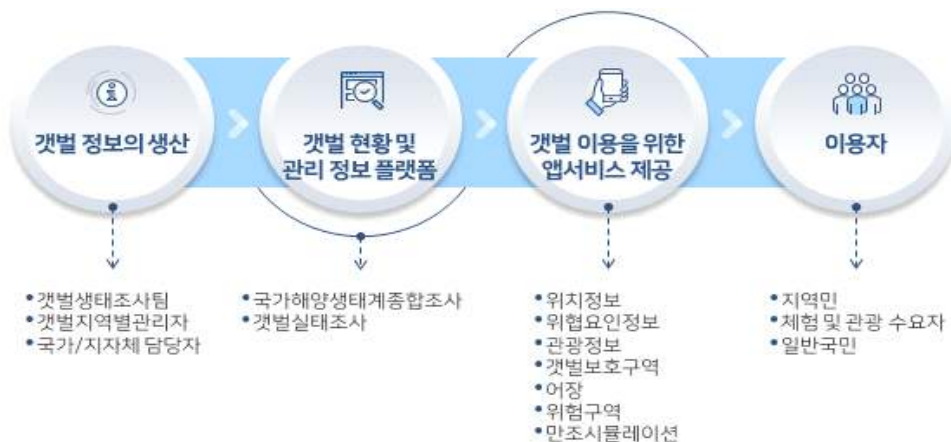 갯벌 정보의 생산
갯벌 현황 및
관리 정보 플랫폼
갯벌 이용을 위한
앱서비스 제공
이용자
• 갯벌생태조사팀
• 갯벌지역별관리자
• 국가/지자체 담당자
• 국가해양생태계종합조사
• 갯벌실태조사
• 위치정보
• 위협요인정보
• 관광정보
• 갯벌보호구역
• 어장
• 위험구역
• 만조시뮬레이션
• 지역민
• 체험 및 관광 수요자
• 일반국민